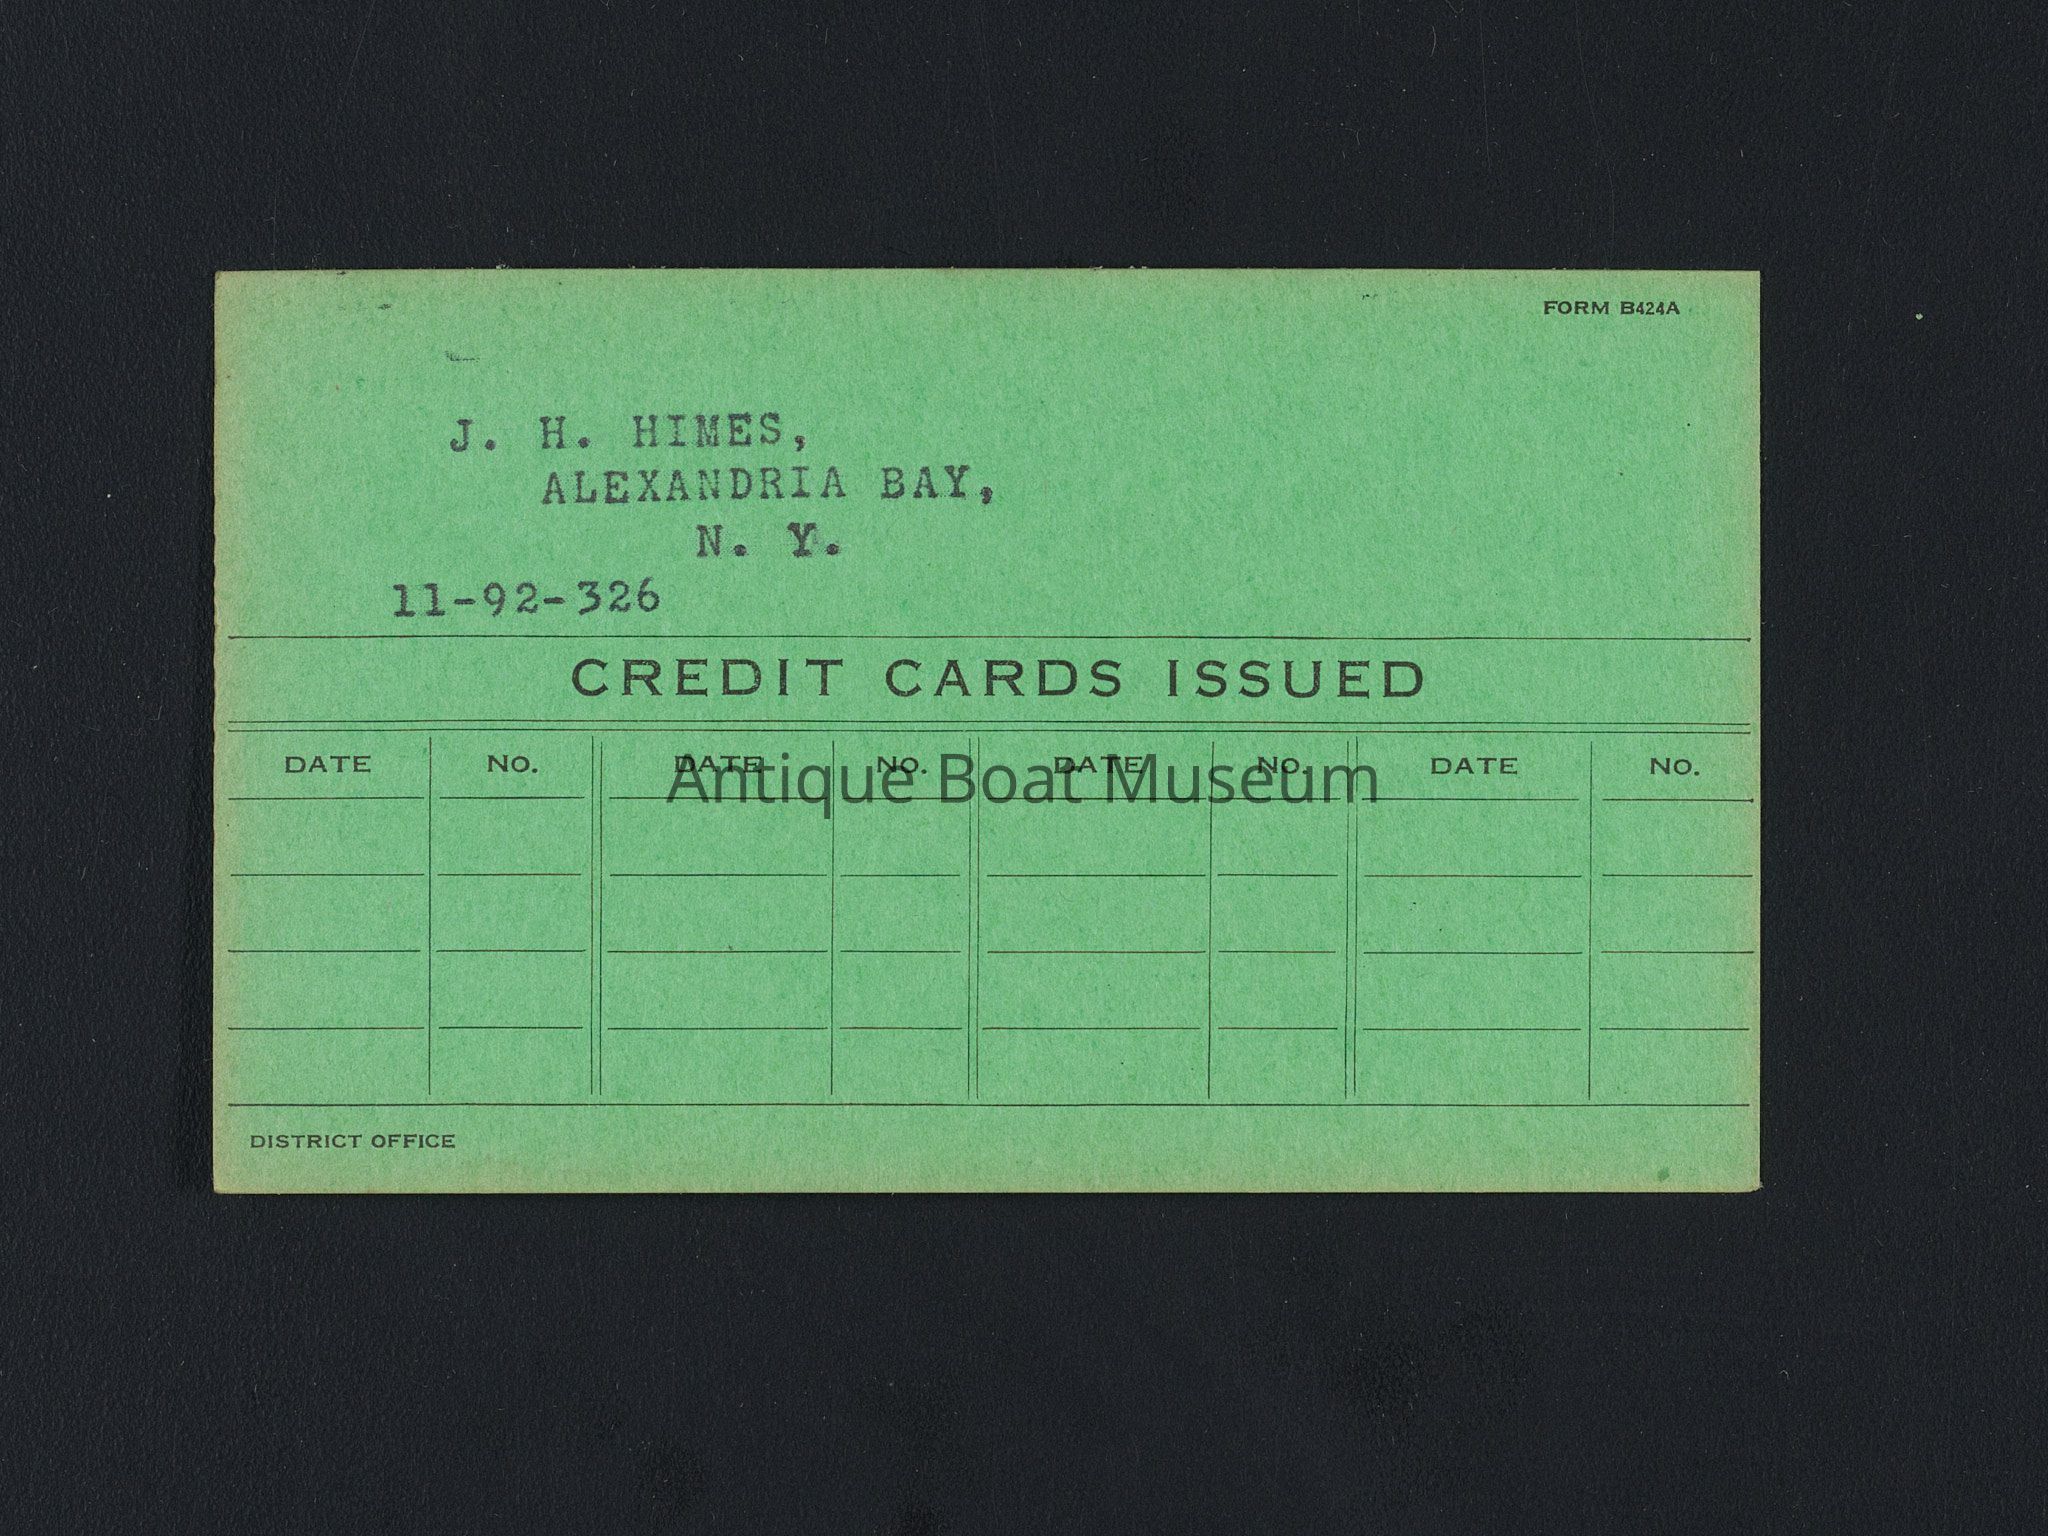 FORM B424A
J. H. HIMES,
ALEXANDRIA BAY,
N. Y.
11-92-326
CREDIT CARDS ISSUED
DATE NO. DATE NO. DATE NO. DATE NO.
Antique Boat Museum
DISTRICT OFFICE